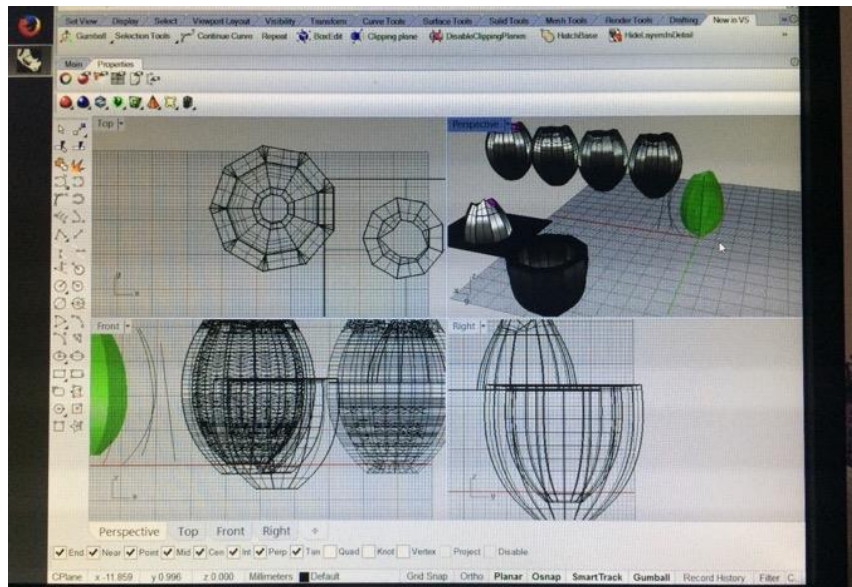 Set View Display Select Viewport Layout Visibility Transform Curve Tools Surface Tools Solid Tools Mesh Tools Render Tools Drafting New in V5
Gumball Selection Tools Continue Curve Repeat BoxEdit Clipping plane DisableClippingPlanes HatchBase HideLayersInDetail
Main Properties
Top
Perspective
Front
Right
Perspective Top Front Right
End Near Point Mid Cen Int Perp Tan Quad Knot Vertex Project Disable
CPlane x -11.859 y 0.996 z 0.000 Millimeters Default Grid Snap Ortho Planar Osnap SmartTrack Gumball Record History Filter C